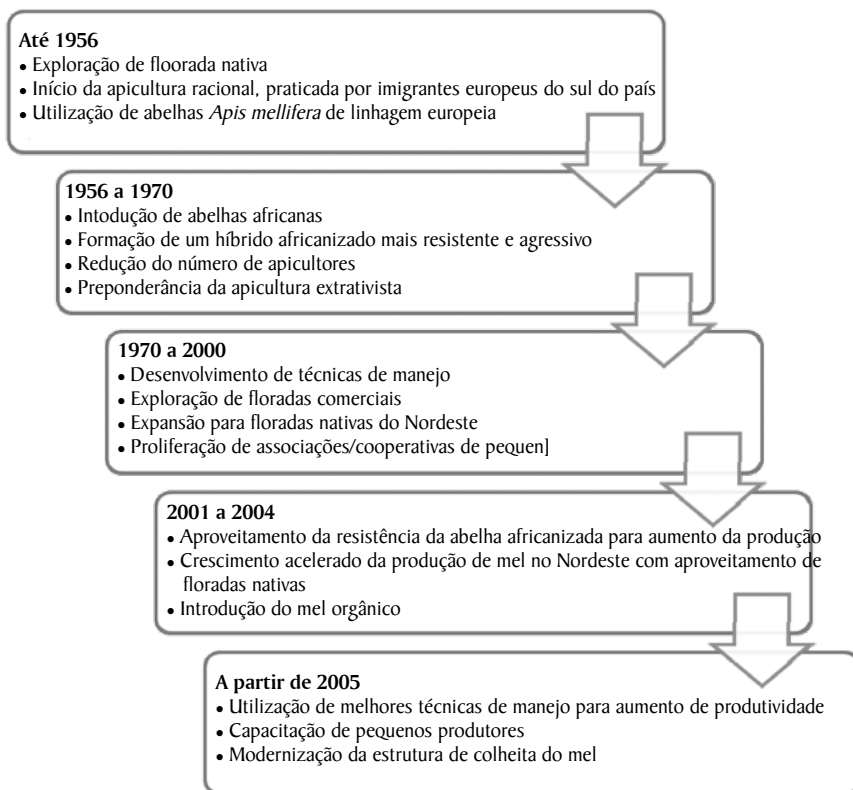 Até 1956
• Exploração de floorada nativa
• Início da apicultura racional, praticada por imigrantes europeus do sul do país
• Utilização de abelhas Apis mellifera de linhagem europeia
1956 a 1970
• Intodução de abelhas africanas
• Formação de um híbrido africanizado mais resistente e agressivo
• Redução do número de apicultores
• Preponderância da apicultura extrativista
1970 a 2000
• Desenvolvimento de técnicas de manejo
• Exploração de floradas comerciais
• Expansão para floradas nativas do Nordeste
• Proliferação de associações/cooperativas de pequen]
2001 a 2004
• Aproveitamento da resistência da abelha africanizada para aumento da produção
• Crescimento acelerado da produção de mel no Nordeste com aproveitamento de
floradas nativas
• Introdução do mel orgânico
A partir de 2005
• Utilização de melhores técnicas de manejo para aumento de produtividade
• Capacitação de pequenos produtores
• Modernização da estrutura de colheita do mel